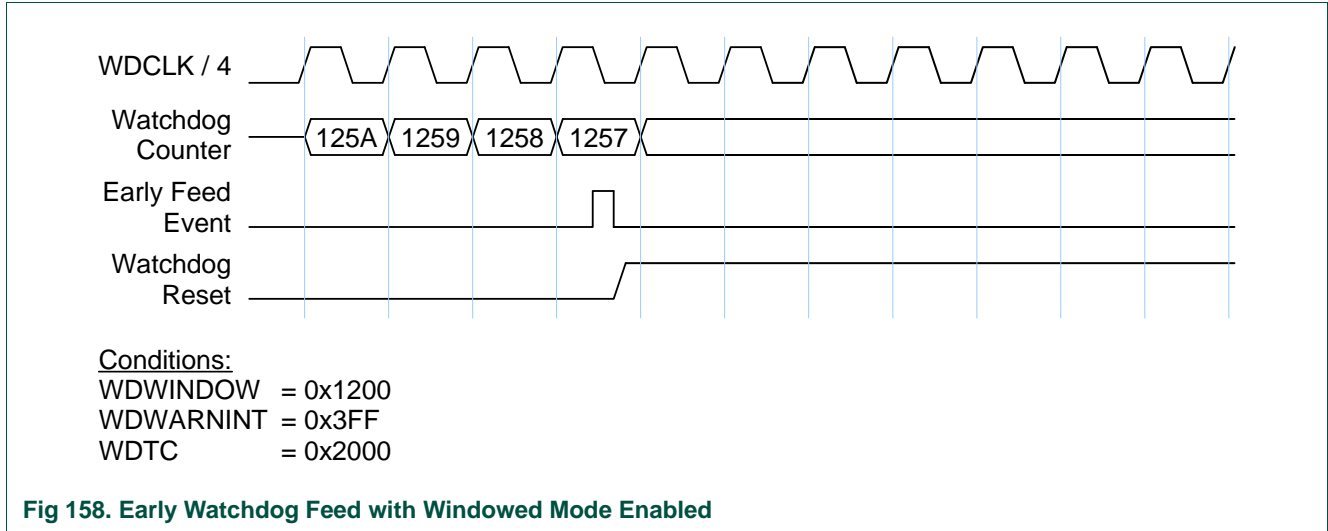 WDCLK / 4
Watchdog
Counter
125A 1259 1258 1257
Early Feed
Event
Watchdog
Reset
Conditions:
WDWINDOW = 0x1200
WDWARNINT = 0x3FF
WDTC = 0x2000
Fig 158. Early Watchdog Feed with Windowed Mode Enabled